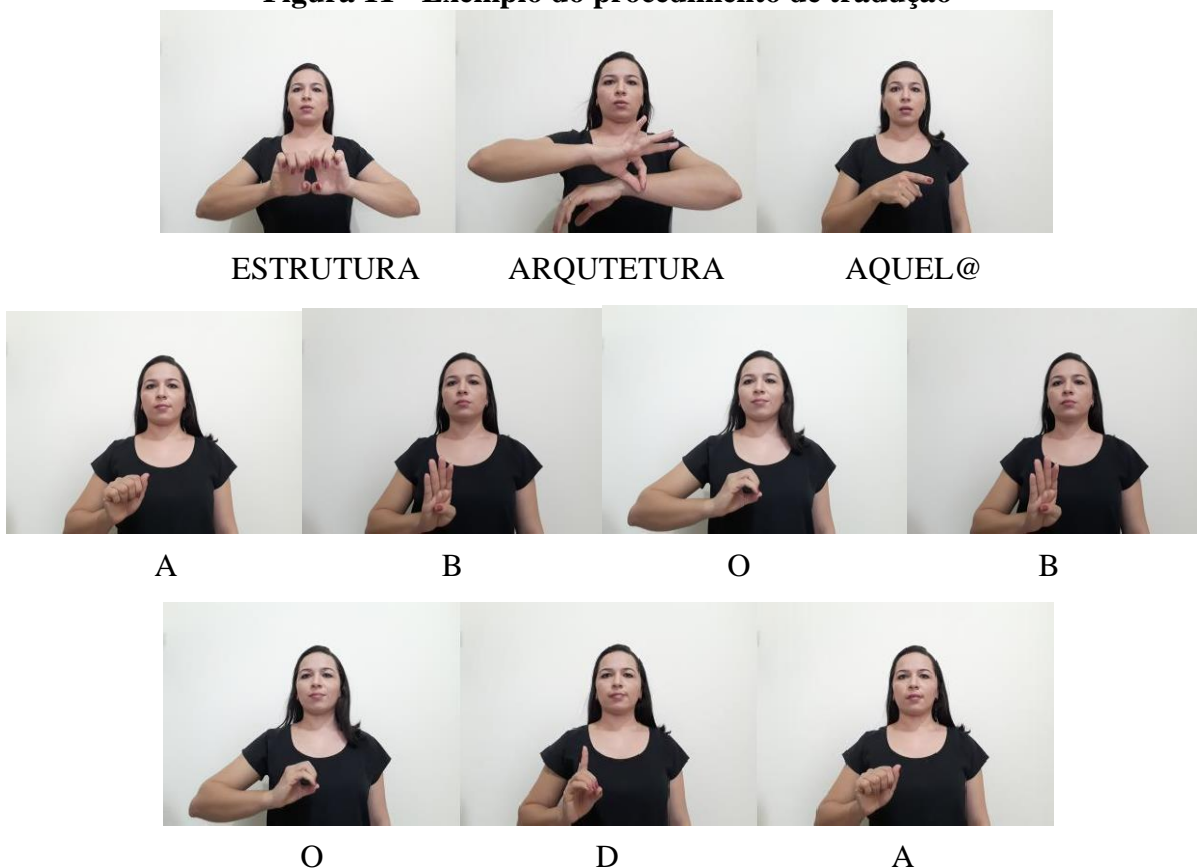 Figura 11 - Exemplo do procedimento de tradução
ESTRUTURA ARQUTETURA AQUEL@
A B O B
O D A